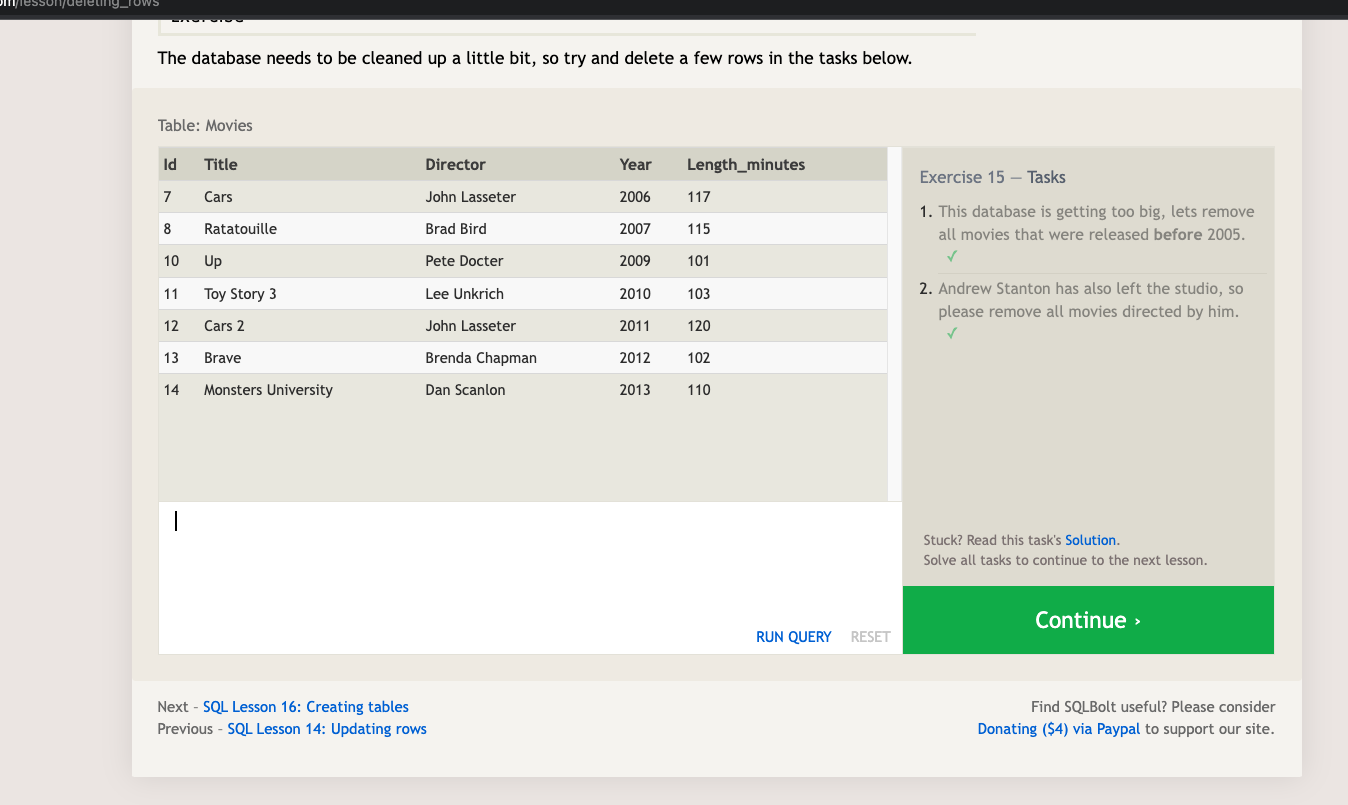 om/lesson/deleting_rows
The database needs to be cleaned up a little bit, so try and delete a few rows in the tasks below.
Table: Movies
Id Title Director Year Length_minutes
7 Cars John Lasseter 2006 117
8 Ratatouille Brad Bird 2007 115
10 Up Pete Docter 2009 101
11 Toy Story 3 Lee Unkrich 2010 103
12 Cars 2 John Lasseter 2011 120
13 Brave Brenda Chapman 2012 102
14 Monsters University Dan Scanlon 2013 110
RUN QUERY RESET
Exercise 15 — Tasks
1. This database is getting too big, lets remove
all movies that were released before 2005.
✓
2. Andrew Stanton has also left the studio, so
please remove all movies directed by him.
✓
Stuck? Read this task's Solution.
Solve all tasks to continue to the next lesson.
Continue ›
Next – SQL Lesson 16: Creating tables
Previous – SQL Lesson 14: Updating rows
Find SQLBolt useful? Please consider
Donating ($4) via Paypal to support our site.